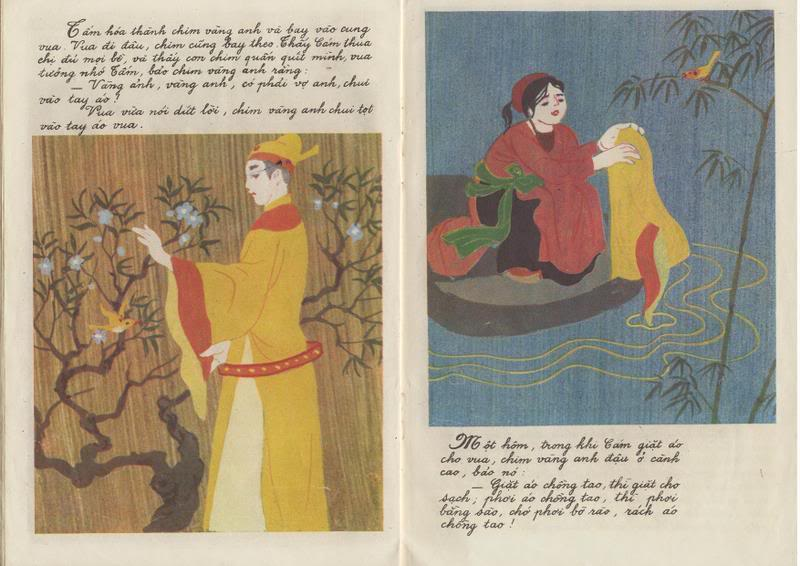 Tấm hóa thành chim vàng anh và bay vào cung
vua. Vua đi đâu, chim cũng bay theo. Thấy Cám thua
chị đủ mọi bề, và thấy con chim quấn quít mình, vua
tưởng nhớ Tấm, bảo chim vàng anh rằng:
— Vàng ảnh, vàng anh, có phải vợ anh, chui
vào tay áo!
Vua vừa nói dứt lời, chim vàng anh chui tọt
vào tay áo vua.
Một hôm, trong khi Cám giặt áo
cho vua, chim vàng anh đậu ở cành
cao, bảo nó:
— Giặt áo chồng tao, thì giặt cho
sạch; phơi áo chồng tao, thì phơi
bằng sào, chớ phơi bờ rào, rách áo
chồng tao!